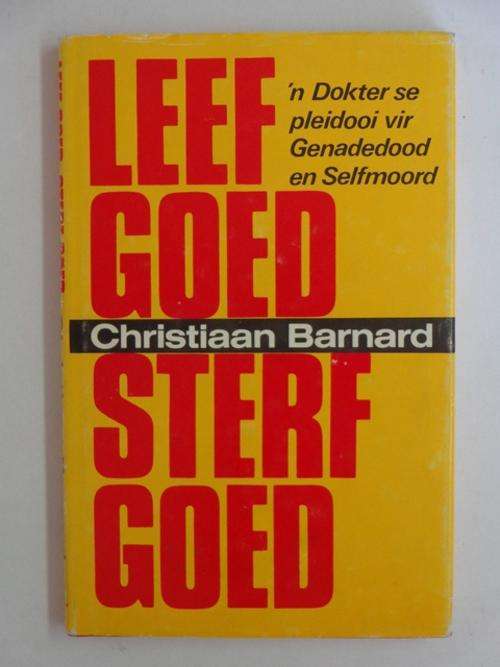 LEEF
'n Dokter se
pleidooi vir
Genadedood
en Selfmoord
GOED
Christiaan Barnard
STERF
GOED